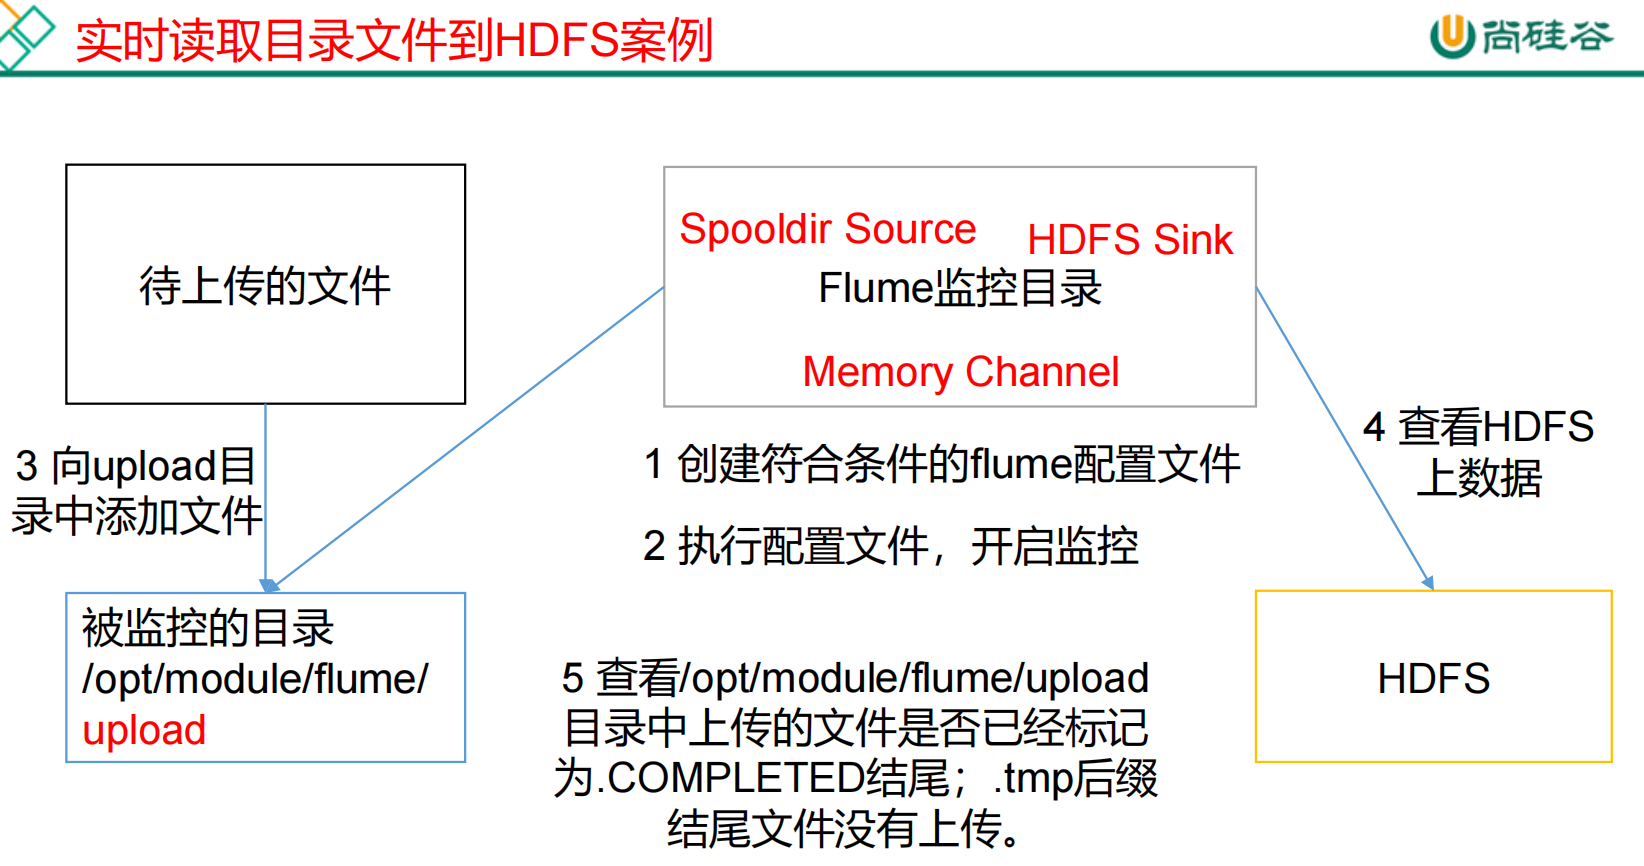 实时读取目录文件到HDFS案例
尚硅谷
待上传的文件
Spooldir Source
HDFS Sink
Flume监控目录
Memory Channel
3 向upload目
录中添加文件
1 创建符合条件的flume配置文件
2 执行配置文件，开启监控
4 查看HDFS
上数据
被监控的目录
/opt/module/flume/
upload
5 查看/opt/module/flume/upload
目录中上传的文件是否已经标记
为.COMPLETED结尾；.tmp后缀
结尾文件没有上传。
HDFS